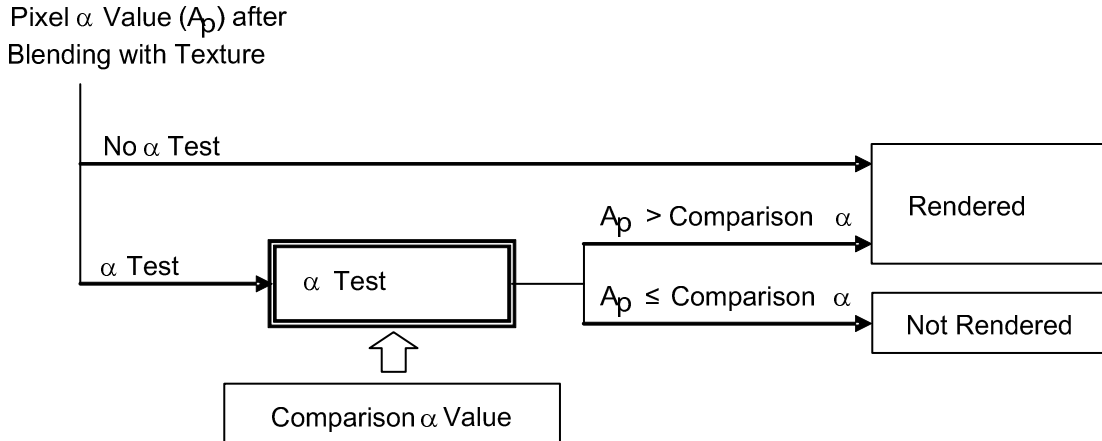 Pixel α Value (Ap) after
Blending with Texture
No α Test
Rendered
Ap > Comparison α
α Test
α Test
Ap ≤ Comparison α
Not Rendered
Comparison α Value